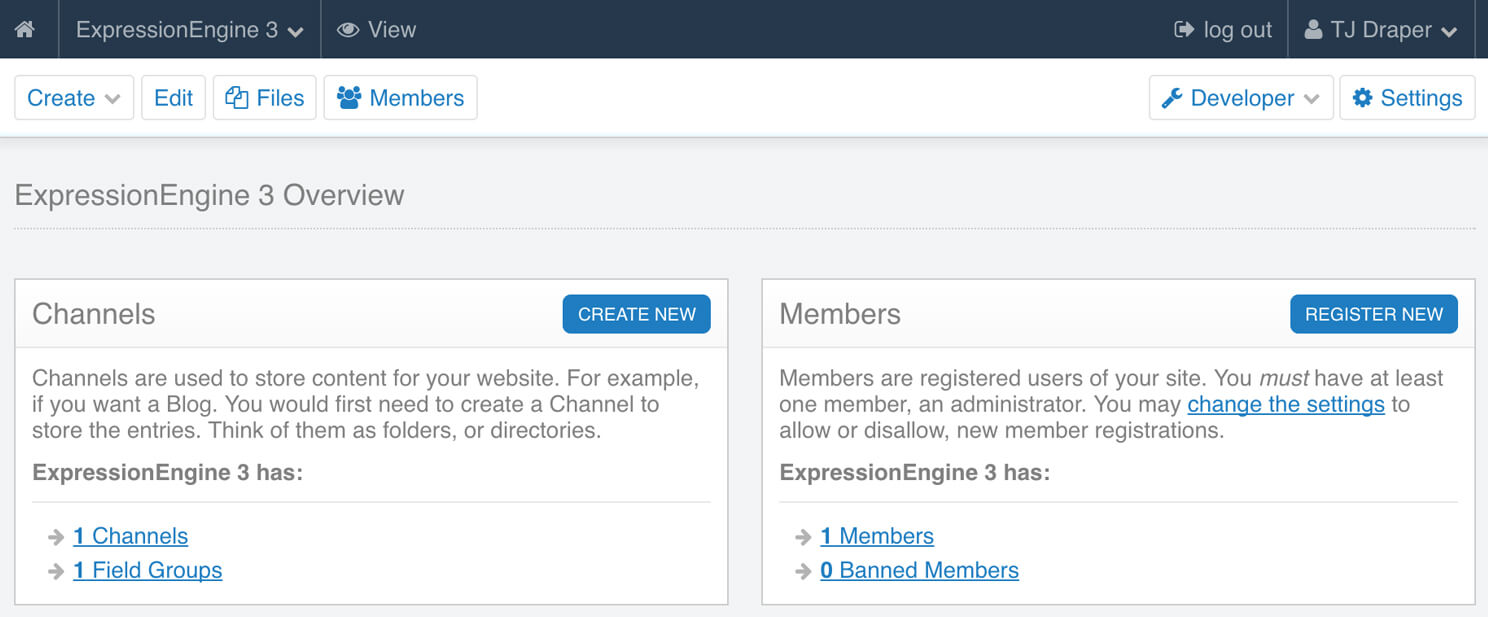 ExpressionEngine 3 View log out TJ Draper
Create Edit Files Members Developer Settings
ExpressionEngine 3 Overview
Channels CREATE NEW
Channels are used to store content for your website. For example,
if you want a Blog. You would first need to create a Channel to
store the entries. Think of them as folders, or directories.
ExpressionEngine 3 has:
1 Channels
1 Field Groups
Members REGISTER NEW
Members are registered users of your site. You must have at least
one member, an administrator. You may change the settings to
allow or disallow, new member registrations.
ExpressionEngine 3 has:
1 Members
0 Banned Members